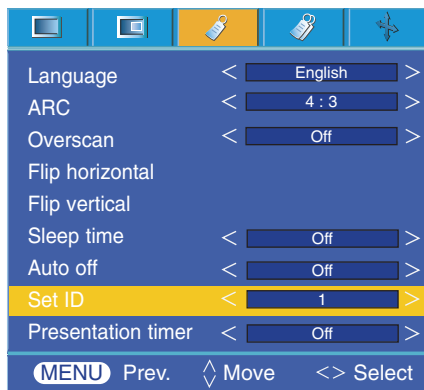 Language < English >
ARC < 4 : 3 >
Overscan < Off >
Flip horizontal
Flip vertical
Sleep time < Off >
Auto off < Off >
Set ID < 1 >
Presentation timer < Off >
MENU Prev. Move <> Select